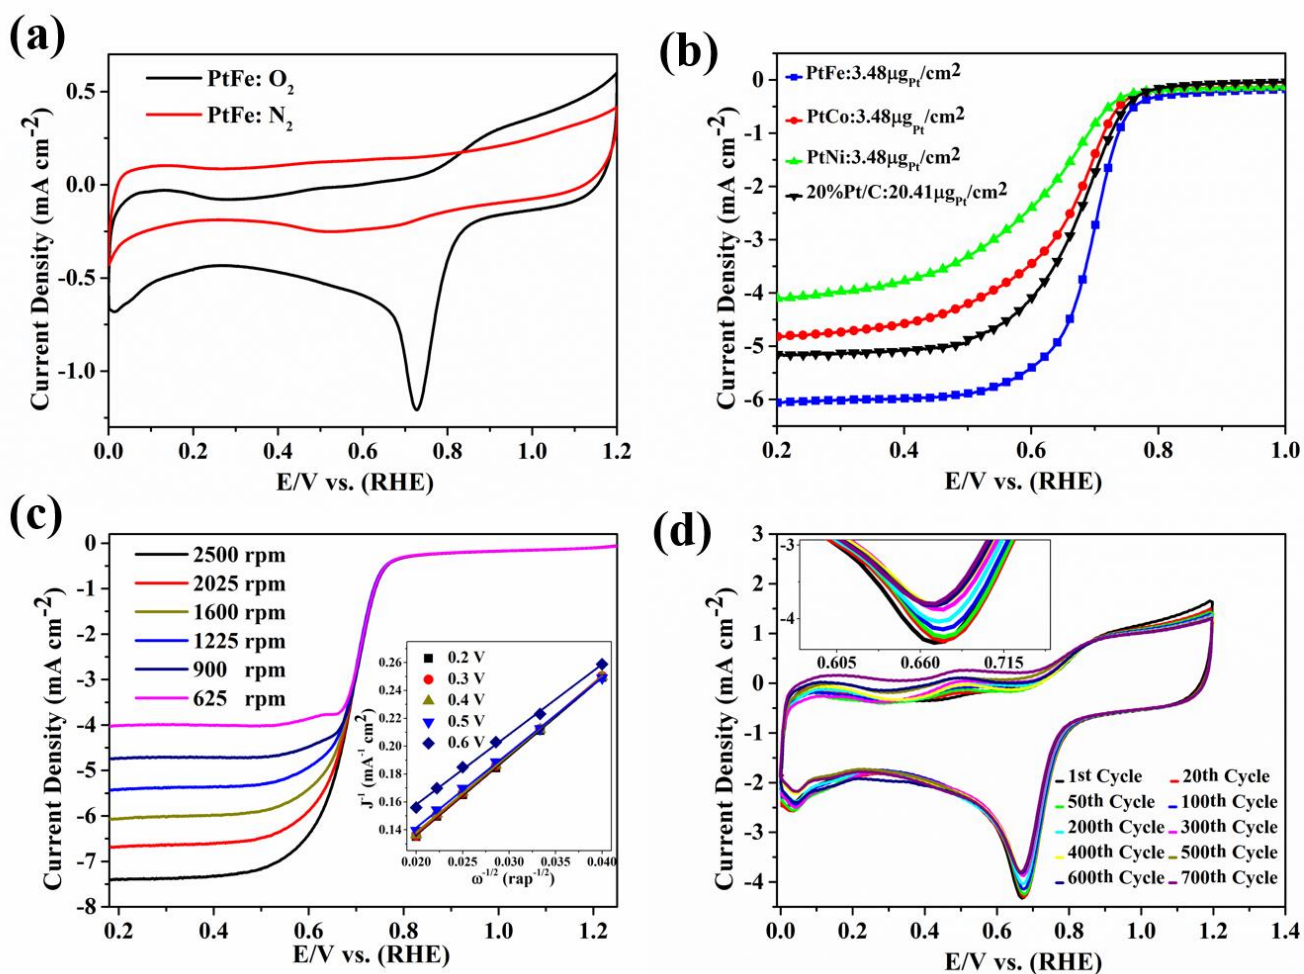 (a)
PtFe: O2
PtFe: N2
0.5
0.0
-0.5
-1.0
Current Density (mA cm-2)
0.0 0.2 0.4 0.6 0.8 1.0 1.2
E/V vs. (RHE)
(b)
PtFe:3.48μgPt/cm2
PtCo:3.48μgPt/cm2
PtNi:3.48μgPt/cm2
20%Pt/C:20.41μgPt/cm2
0
-1
-2
-3
-4
-5
-6
Current Density (mA cm-2)
0.2 0.4 0.6 0.8 1.0
E/V vs. (RHE)
(c)
2500 rpm
2025 rpm
1600 rpm
1225 rpm
900 rpm
625 rpm
0
-1
-2
-3
-4
-5
-6
-7
-8
Current Density (mA cm-2)
0.2 0.4 0.6 0.8 1.0 1.2
E/V vs. (RHE)
0.2 V
0.3 V
0.4 V
0.5 V
0.6 V
0.26
0.24
0.22
0.20
0.18
0.16
0.14
J-1 (mA-1 cm2)
0.020 0.025 0.030 0.035 0.040
ω-1/2 (rap-1/2)
(d)
3
2
1
0
-1
-2
-3
-4
Current Density (mA cm-2)
-3
-4
0.605 0.660 0.715
1st Cycle 20th Cycle
50th Cycle 100th Cycle
200th Cycle 300th Cycle
400th Cycle 500th Cycle
600th Cycle 700th Cycle
0.0 0.2 0.4 0.6 0.8 1.0 1.2 1.4
E/V vs. (RHE)